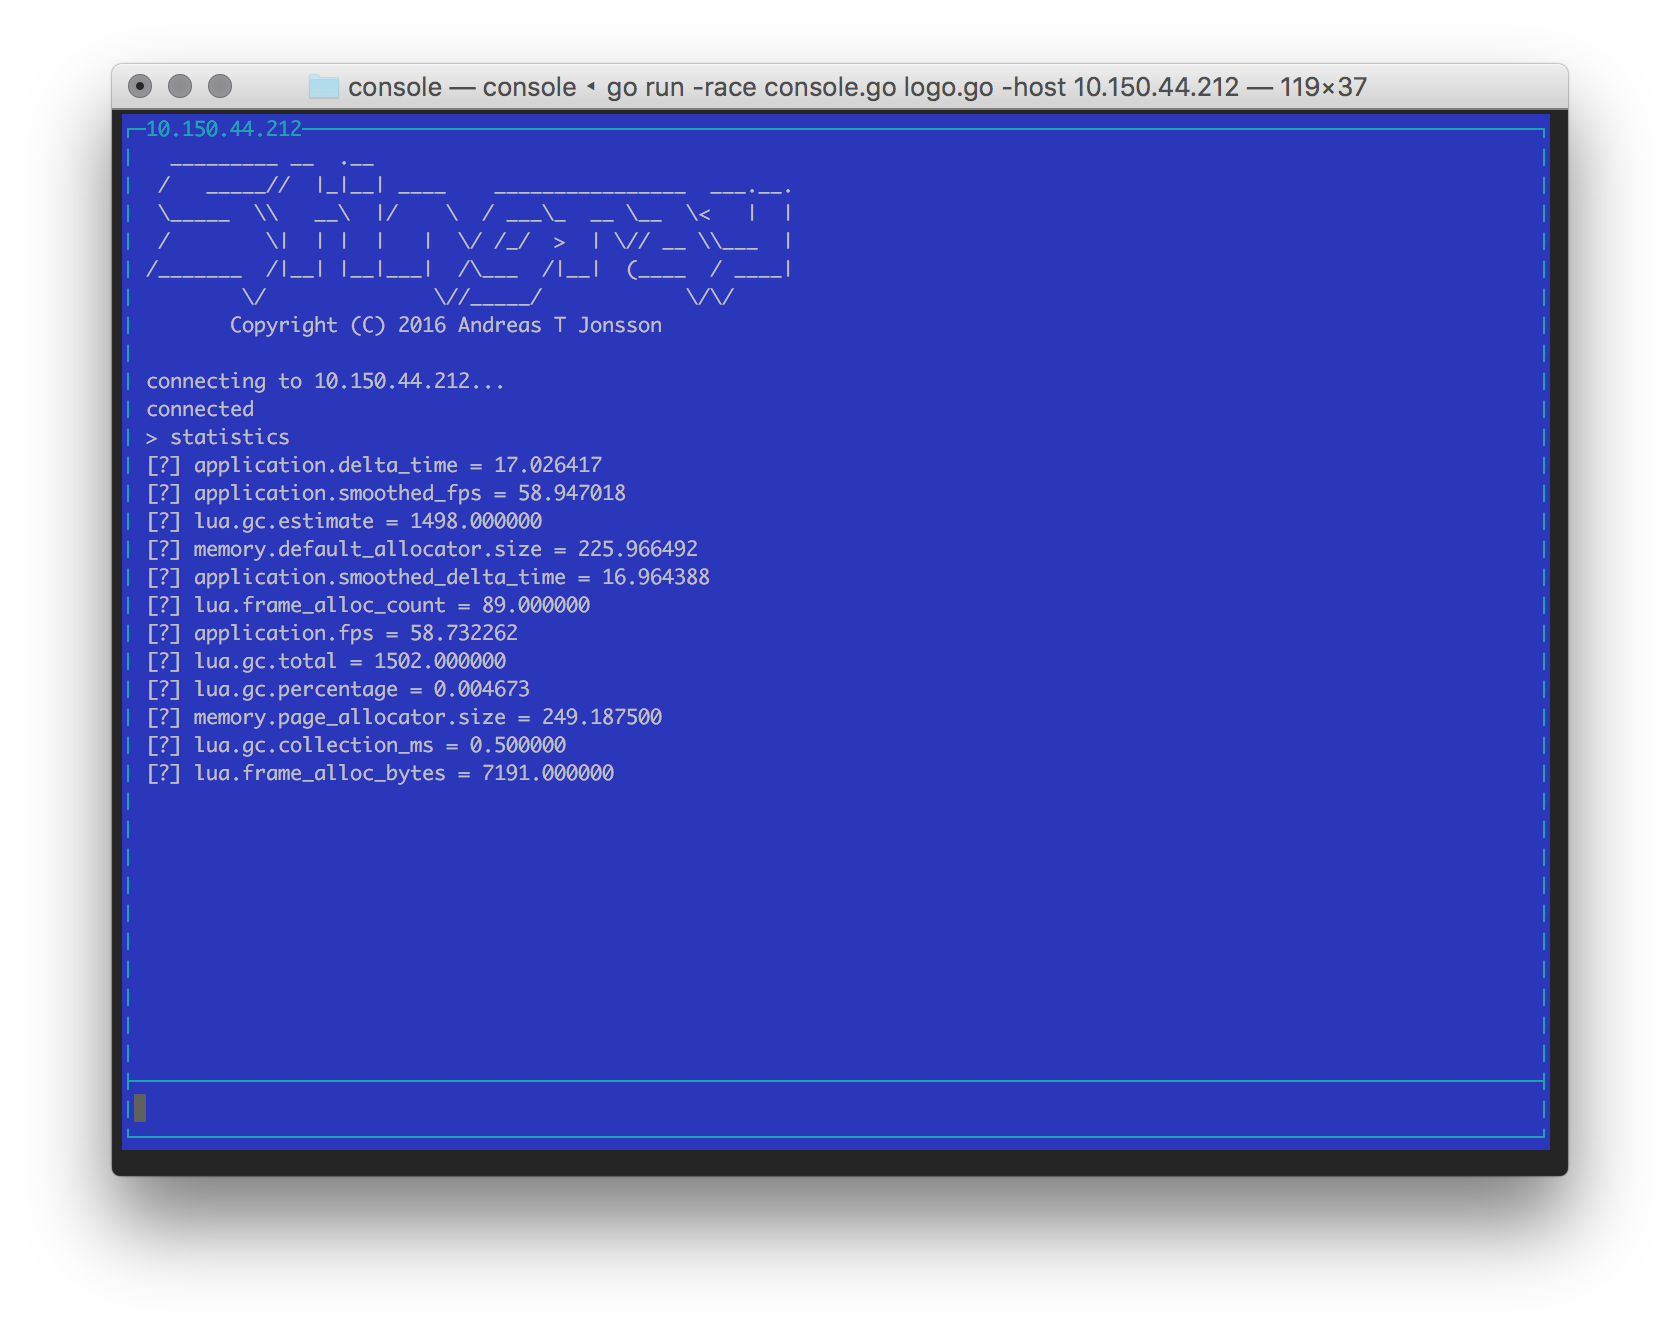 console — console ◂ go run -race console.go logo.go -host 10.150.44.212 — 119×37
10.150.44.212
Stingray
Copyright (C) 2016 Andreas T Jonsson
connecting to 10.150.44.212...
connected
> statistics
[?] application.delta_time = 17.026417
[?] application.smoothed_fps = 58.947018
[?] lua.gc.estimate = 1498.000000
[?] memory.default_allocator.size = 225.966492
[?] application.smoothed_delta_time = 16.964388
[?] lua.frame_alloc_count = 89.000000
[?] application.fps = 58.732262
[?] lua.gc.total = 1502.000000
[?] lua.gc.percentage = 0.004673
[?] memory.page_allocator.size = 249.187500
[?] lua.gc.collection_ms = 0.500000
[?] lua.frame_alloc_bytes = 7191.000000